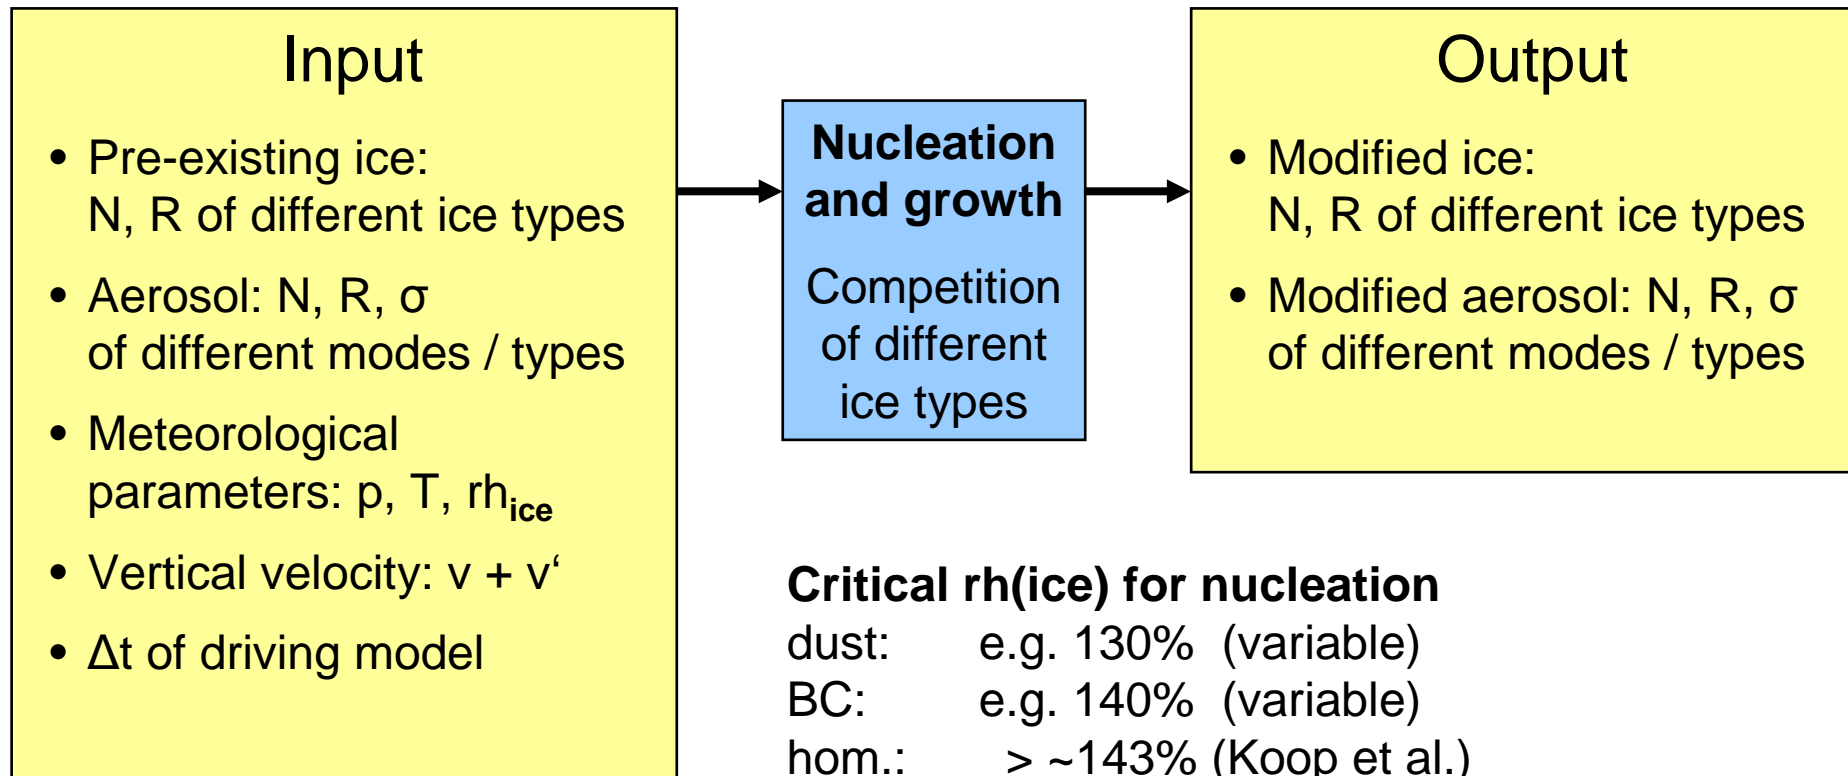 Input
• Pre-existing ice:
N, R of different ice types
• Aerosol: N, R, σ
of different modes / types
• Meteorological
parameters: p, T, rhice
• Vertical velocity: v + v‘
• Δt of driving model
Nucleation
and growth
Competition
of different
ice types
Output
• Modified ice:
N, R of different ice types
• Modified aerosol: N, R, σ
of different modes / types
Critical rh(ice) for nucleation
dust: e.g. 130% (variable)
BC: e.g. 140% (variable)
hom.: > ~143% (Koop et al.)